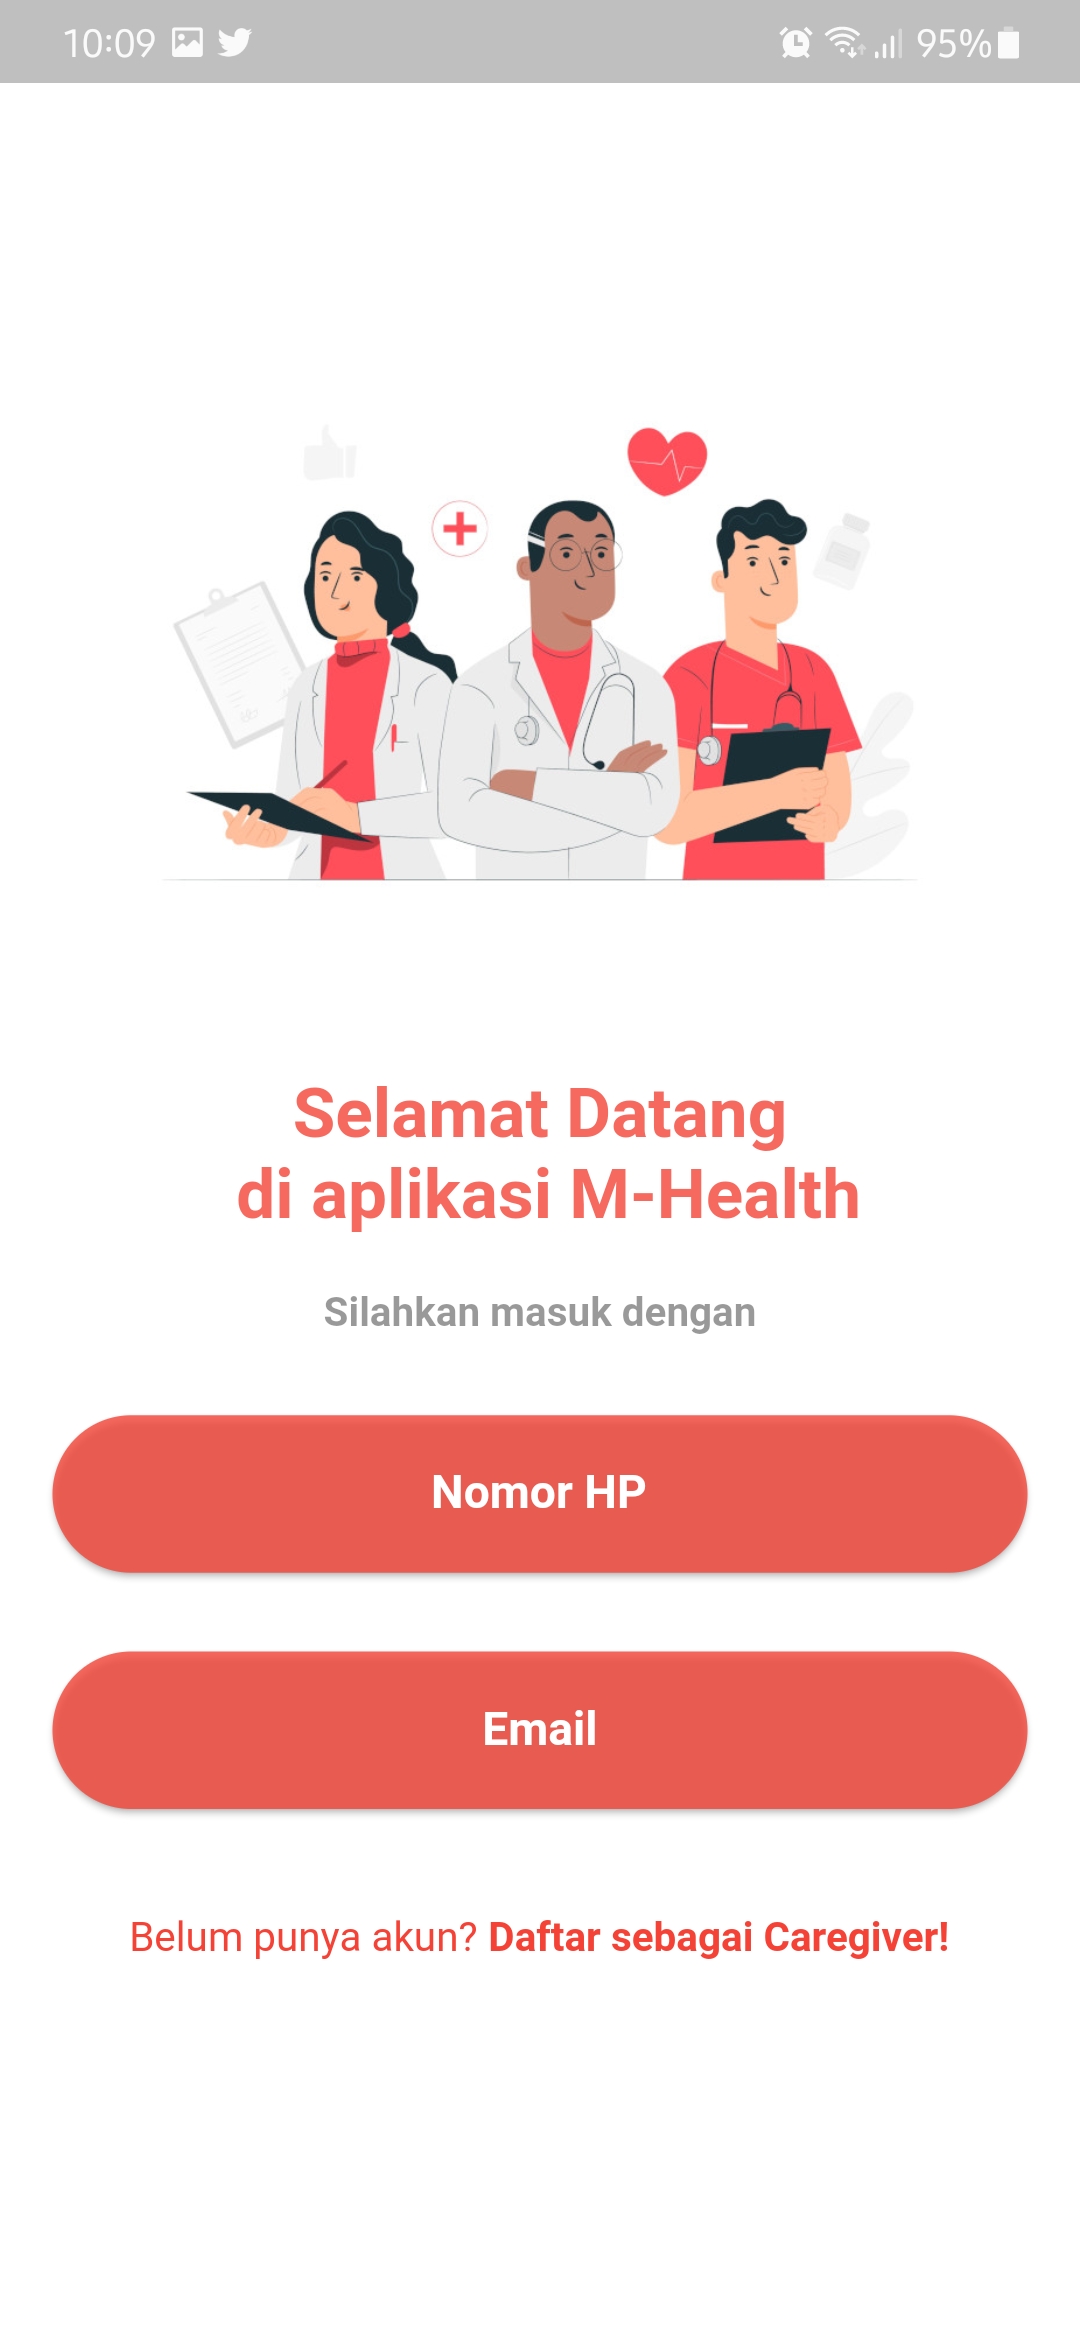 10:09 95%
Selamat Datang
di aplikasi M-Health
Silahkan masuk dengan
Nomor HP
Email
Belum punya akun? Daftar sebagai Caregiver!